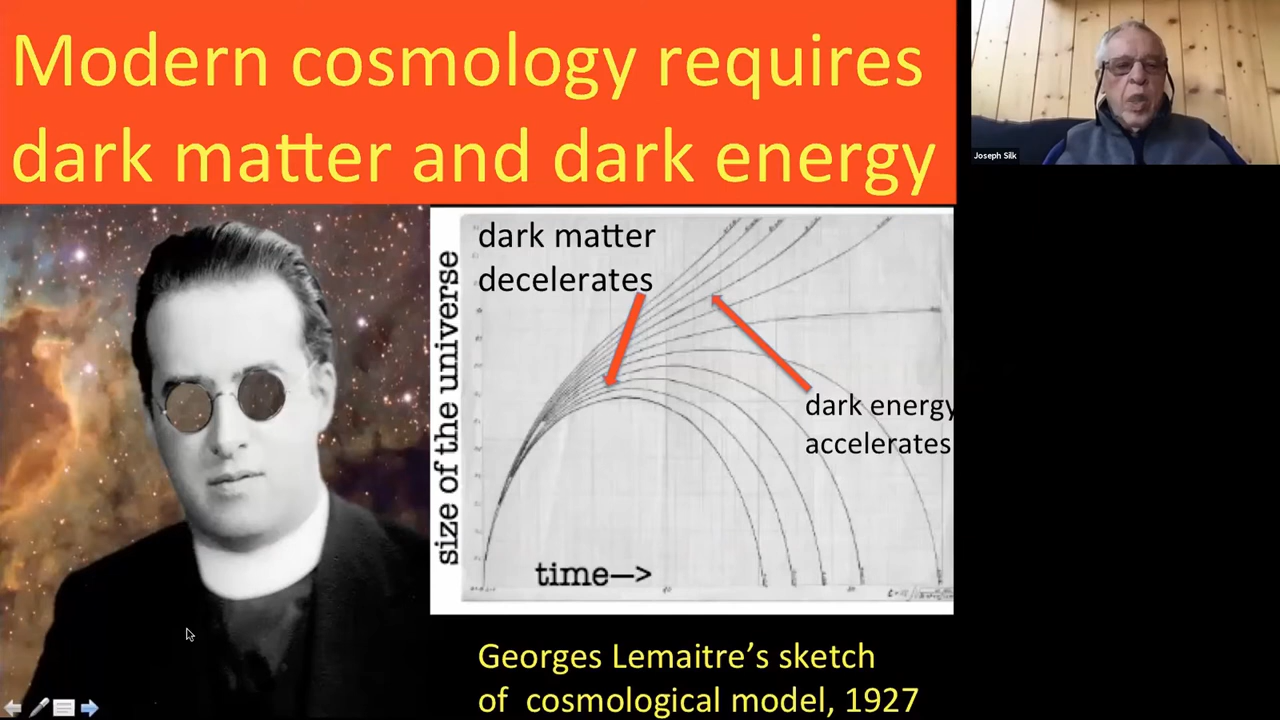 Modern cosmology requires
dark matter and dark energy
Joseph Silk
dark matter
decelerates
size of the universe
dark energy
accelerates
time—>
Georges Lemaitre’s sketch
of cosmological model, 1927